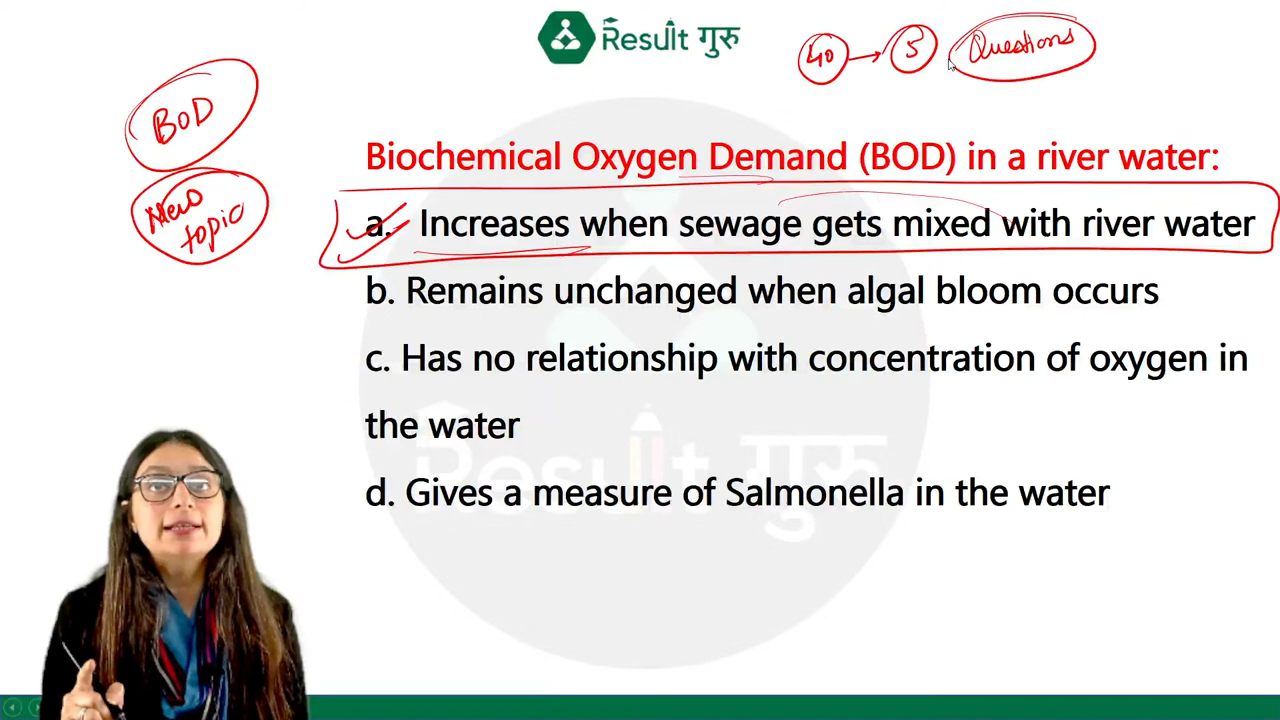 Result गुरु
40 → 5 Questions
BOD
New topic
Biochemical Oxygen Demand (BOD) in a river water:
a. Increases when sewage gets mixed with river water
b. Remains unchanged when algal bloom occurs
c. Has no relationship with concentration of oxygen in
the water
d. Gives a measure of Salmonella in the water
Result गुरु